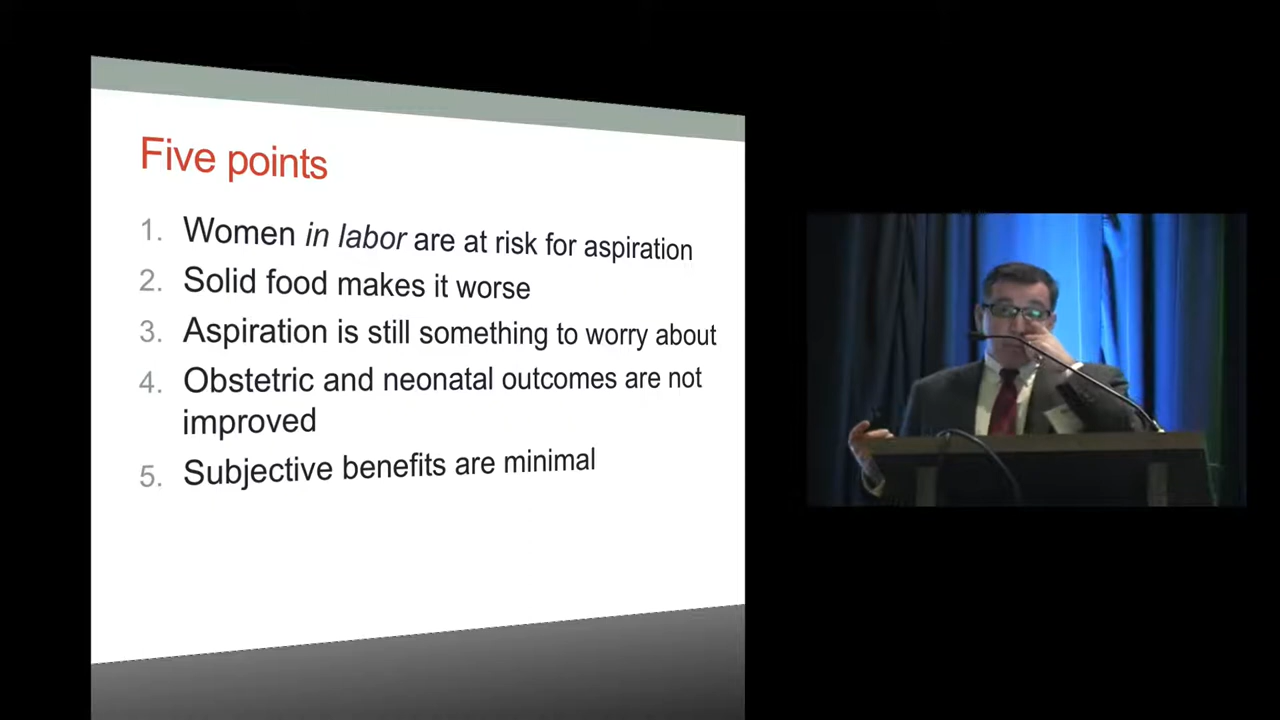 Five points
1. Women in labor are at risk for aspiration
2. Solid food makes it worse
3. Aspiration is still something to worry about
4. Obstetric and neonatal outcomes are not
improved
5. Subjective benefits are minimal